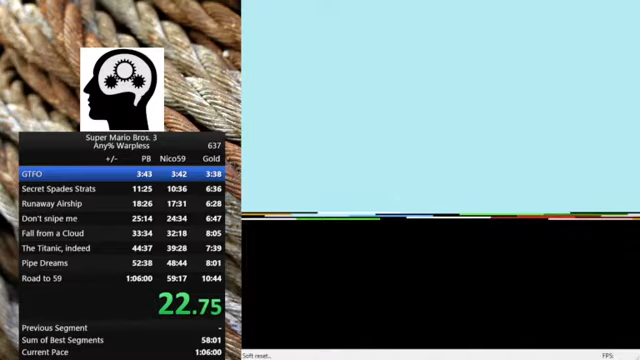 Super Mario Bros. 3
Any% Warpless 637
+/- PB Nico59 Gold
GTFO 3:43 3:42 3:38
Secret Spades Strats 11:25 10:36 6:36
Runaway Airship 18:26 17:31 6:28
Don't snipe me 25:14 24:34 6:47
Fall from a Cloud 33:34 32:18 8:05
The Titanic, indeed 44:37 39:28 7:39
Pipe Dreams 52:38 48:44 8:01
Road to 59 1:06:00 59:17 10:44
22.75
Previous Segment -
Sum of Best Segments 58:01
Current Pace 1:06:00
Soft reset.. FPS: